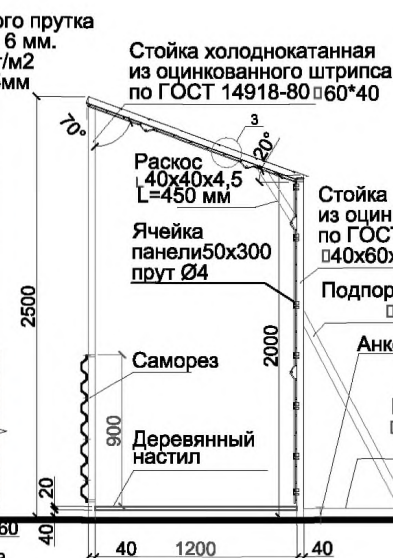 ого прутка
6 мм.
/м2
мм
Стойка холоднокатанная
из оцинкованного штрипса
по ГОСТ 14918-80 □60*40
3
70°
20°
Раскос
∟40х40х4,5
L=450 мм
Стойка
из оцин
по ГОСТ
□40х60х
Ячейка
панели50х300
прут Ø4
Подпор
2500
2000
Анк
Саморез
900
Деревянный
настил
20
40
60
40
1200
40